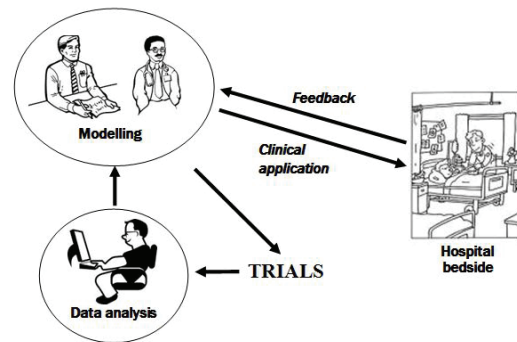 Modelling
Feedback
Clinical
application
Hospital
bedside
TRIALS
Data analysis